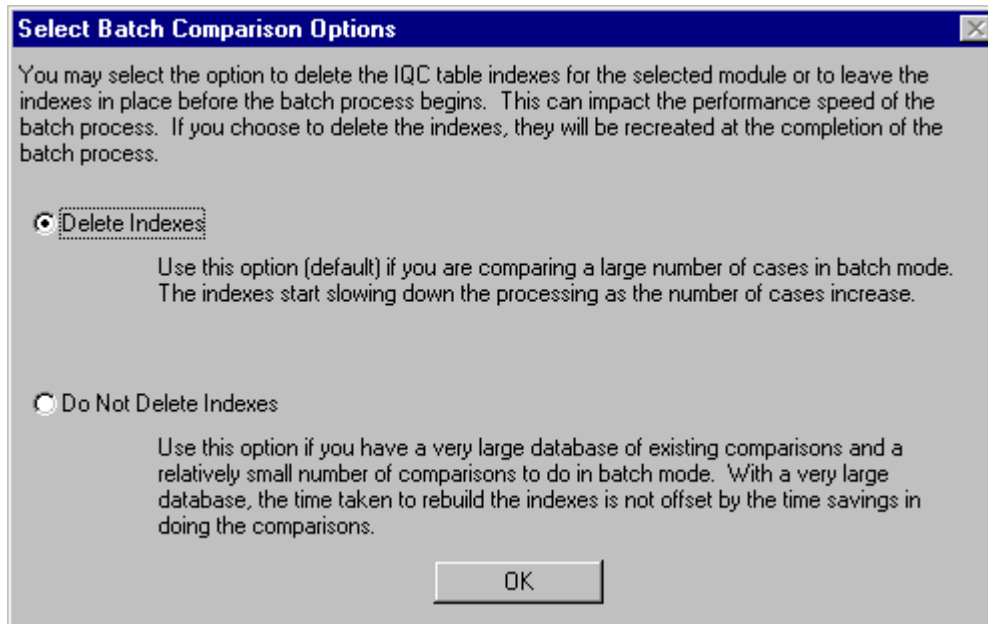 Select Batch Comparison Options
You may select the option to delete the IQC table indexes for the selected module or to leave the
indexes in place before the batch process begins.  This can impact the performance speed of the
batch process.  If you choose to delete the indexes, they will be recreated at the completion of the
batch process.
Delete Indexes
Use this option (default) if you are comparing a large number of cases in batch mode.
The indexes start slowing down the processing as the number of cases increase.
Do Not Delete Indexes
Use this option if you have a very large database of existing comparisons and a
relatively small number of comparisons to do in batch mode.  With a very large
database, the time taken to rebuild the indexes is not offset by the time savings in
doing the comparisons.
OK